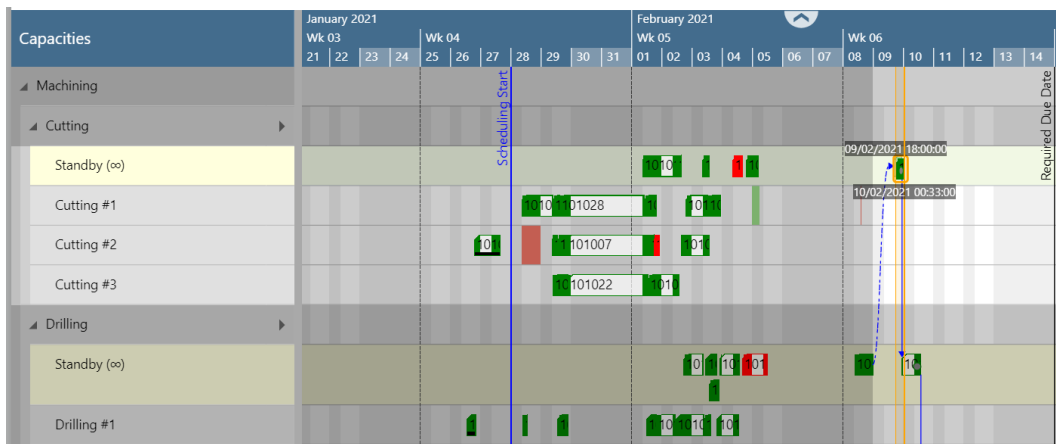 January 2021 February 2021
Capacities
Wk 03 Wk 04 Wk 05 Wk 06
21 22 23 24 25 26 27 28 29 30 31 01 02 03 04 05 06 07 08 09 10 11 12 13 14
Machining
Scheduling Start
Required Due Date
Cutting
09/02/2021 18:00:00
Standby (∞)
10/02/2021 00:33:00
Cutting #1
101028
Cutting #2
101007
Cutting #3
101022
Drilling
Standby (∞)
Drilling #1